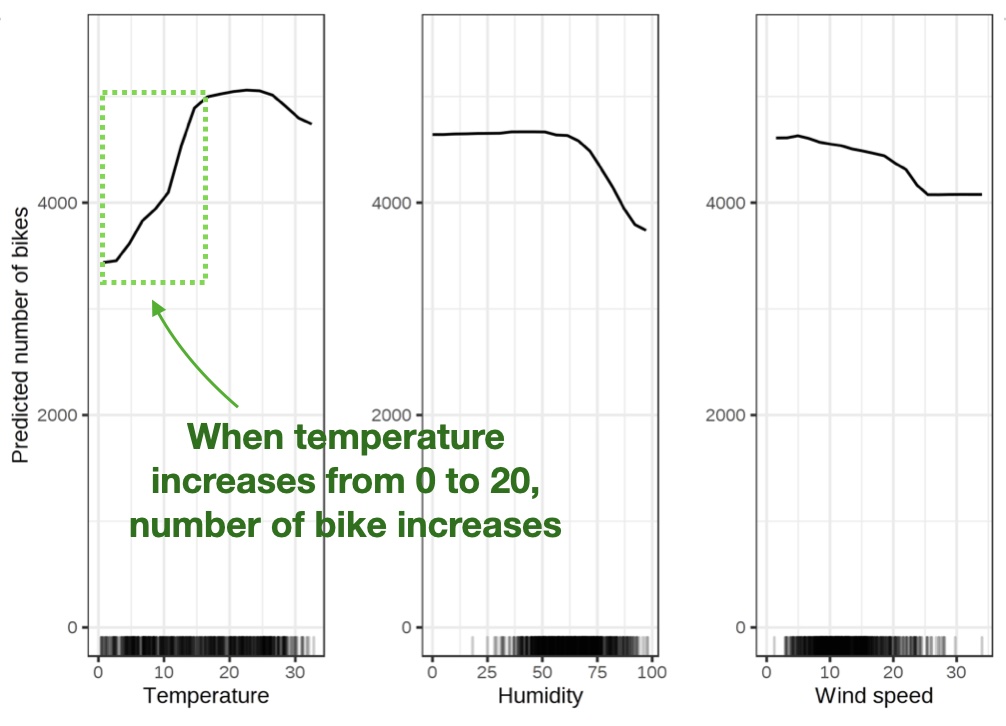 Predicted number of bikes
4000
2000
0
0 10 20 30
Temperature
4000
2000
0
0 25 50 75 100
Humidity
4000
2000
0
0 10 20 30
Wind speed
When temperature
increases from 0 to 20,
number of bike increases